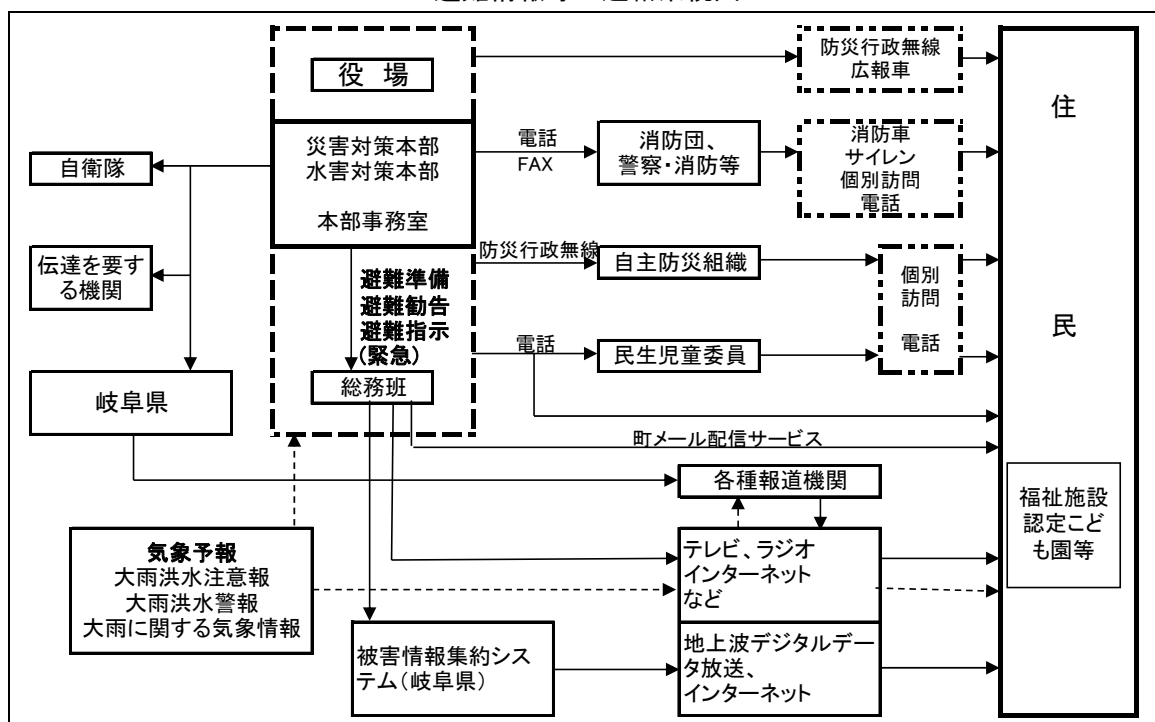 役 場
災害対策本部
水害対策本部
本部事務室
自衛隊
伝達を要す
る機関
岐阜県
避難準備
避難勧告
避難指示
(緊急)
総務班
防災行政無線
広報車
電話
FAX
消防団、
警察・消防等
消防車
サイレン
個別訪問
電話
防災行政無線
自主防災組織
個別
訪問
電話
電話
民生児童委員
町メール配信サービス
各種報道機関
気象予報
大雨洪水注意報
大雨洪水警報
大雨に関する気象情報
テレビ、ラジオ
インターネット
など
被害情報集約シス
テム(岐阜県)
地上波デジタルデー
タ放送、
インターネット
住
民
福祉施設
認定こど
も園等